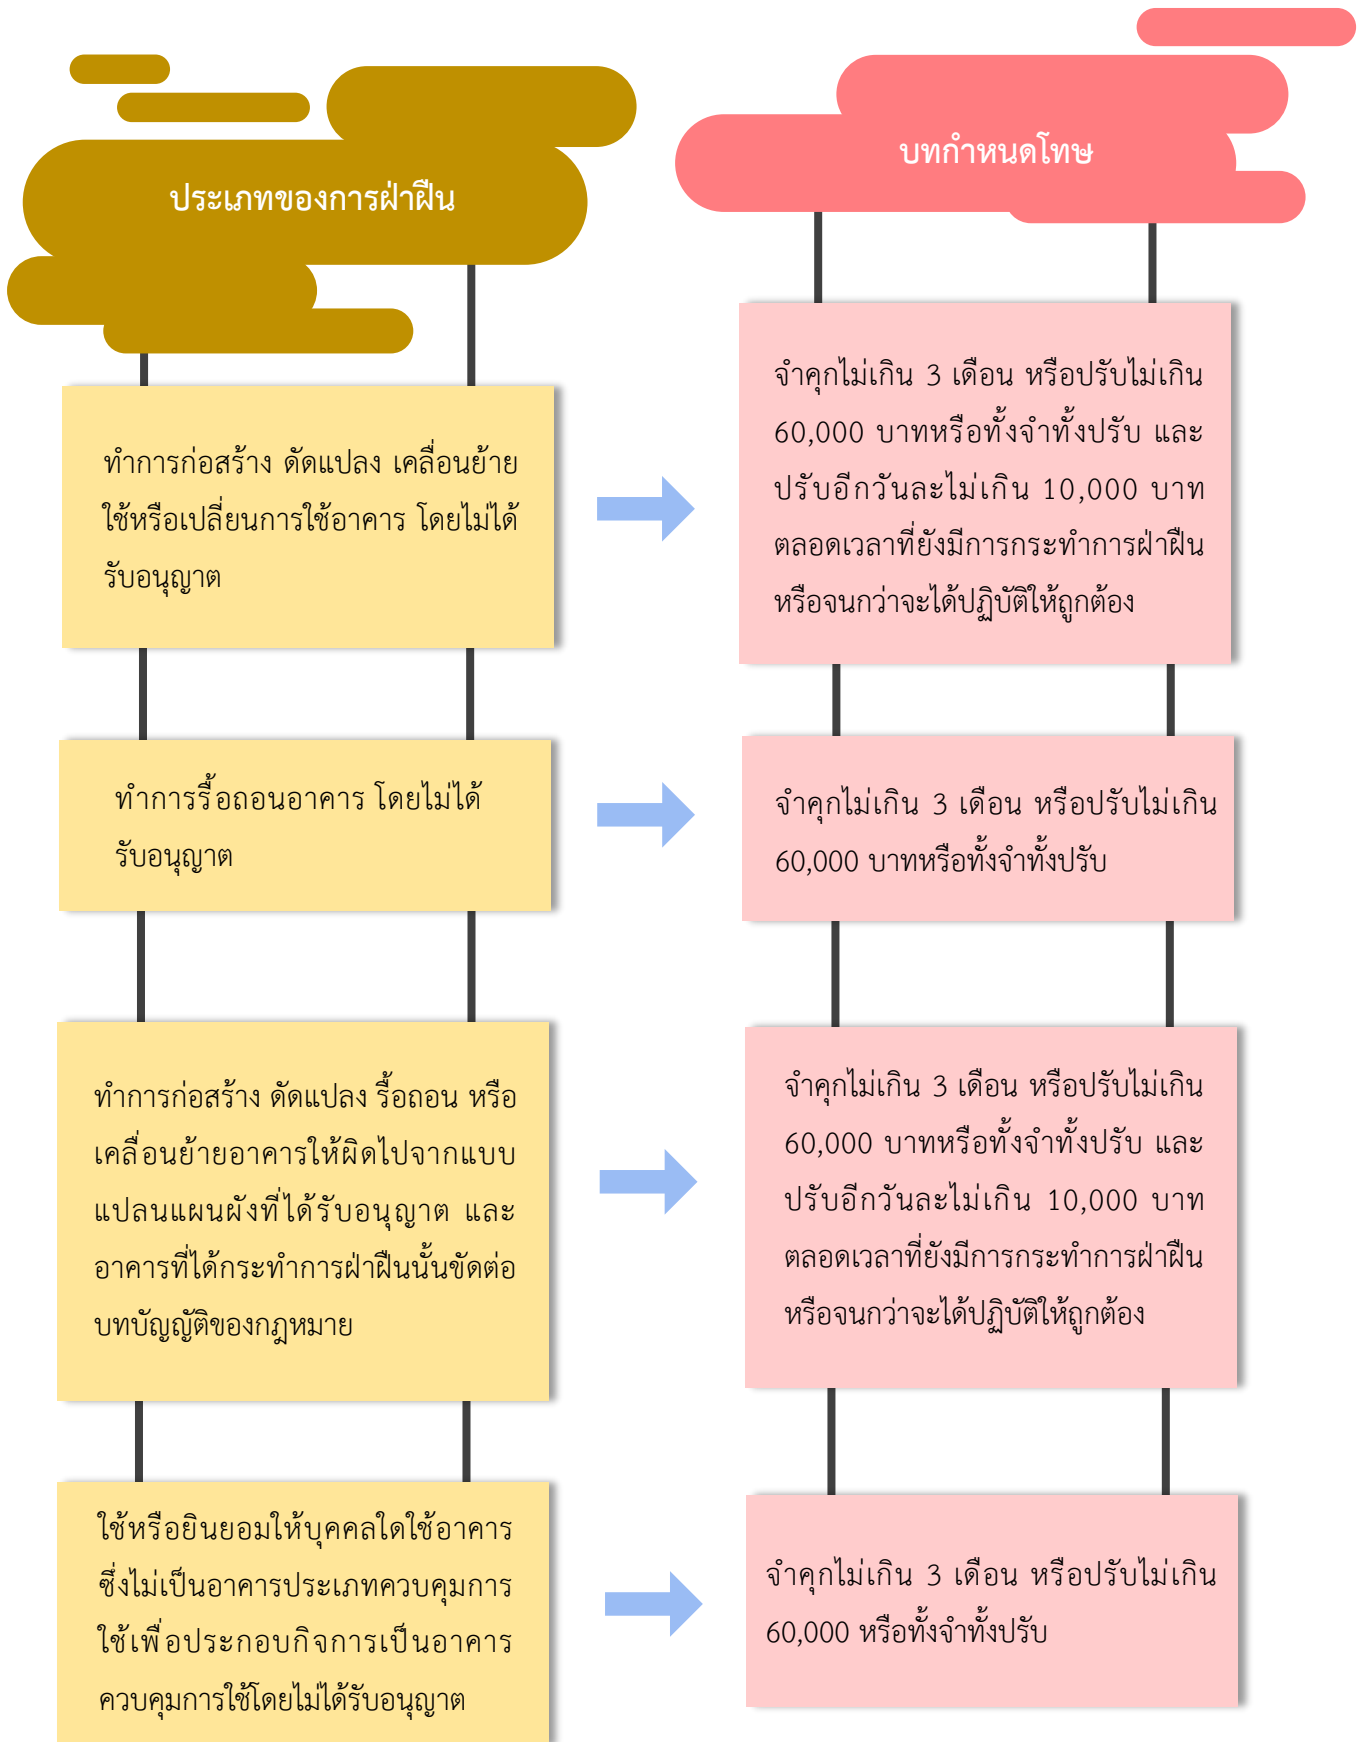 บทกำหนดโทษ
ประเภทของการฝ่าฝืน
ทำการก่อสร้าง ดัดแปลง เคลื่อนย้าย
ใช้หรือเปลี่ยนการใช้อาคาร โดยไม่ได้
รับอนุญาต
จำคุกไม่เกิน 3 เดือน หรือปรับไม่เกิน
60,000 บาทหรือทั้งจำทั้งปรับ และ
ปรับอีกวันละไม่เกิน 10,000 บาท
ตลอดเวลาที่ยังมีการกระทำการฝ่าฝืน
หรือจนกว่าจะได้ปฏิบัติให้ถูกต้อง
ทำการรื้อถอนอาคาร โดยไม่ได้
รับอนุญาต
จำคุกไม่เกิน 3 เดือน หรือปรับไม่เกิน
60,000 บาทหรือทั้งจำทั้งปรับ
ทำการก่อสร้าง ดัดแปลง รื้อถอน หรือ
เคลื่อนย้ายอาคารให้ผิดไปจากแบบ
แปลนแผนผังที่ได้รับอนุญาต และ
อาคารที่ได้กระทำการฝ่าฝืนนั้นขัดต่อ
บทบัญญัติของกฎหมาย
จำคุกไม่เกิน 3 เดือน หรือปรับไม่เกิน
60,000 บาทหรือทั้งจำทั้งปรับ และ
ปรับอีกวันละไม่เกิน 10,000 บาท
ตลอดเวลาที่ยังมีการกระทำการฝ่าฝืน
หรือจนกว่าจะได้ปฏิบัติให้ถูกต้อง
ใช้หรือยินยอมให้บุคคลใดใช้อาคาร
ซึ่งไม่เป็นอาคารประเภทควบคุมการ
ใช้เพื่อประกอบกิจการเป็นอาคาร
ควบคุมการใช้โดยไม่ได้รับอนุญาต
จำคุกไม่เกิน 3 เดือน หรือปรับไม่เกิน
60,000 หรือทั้งจำทั้งปรับ